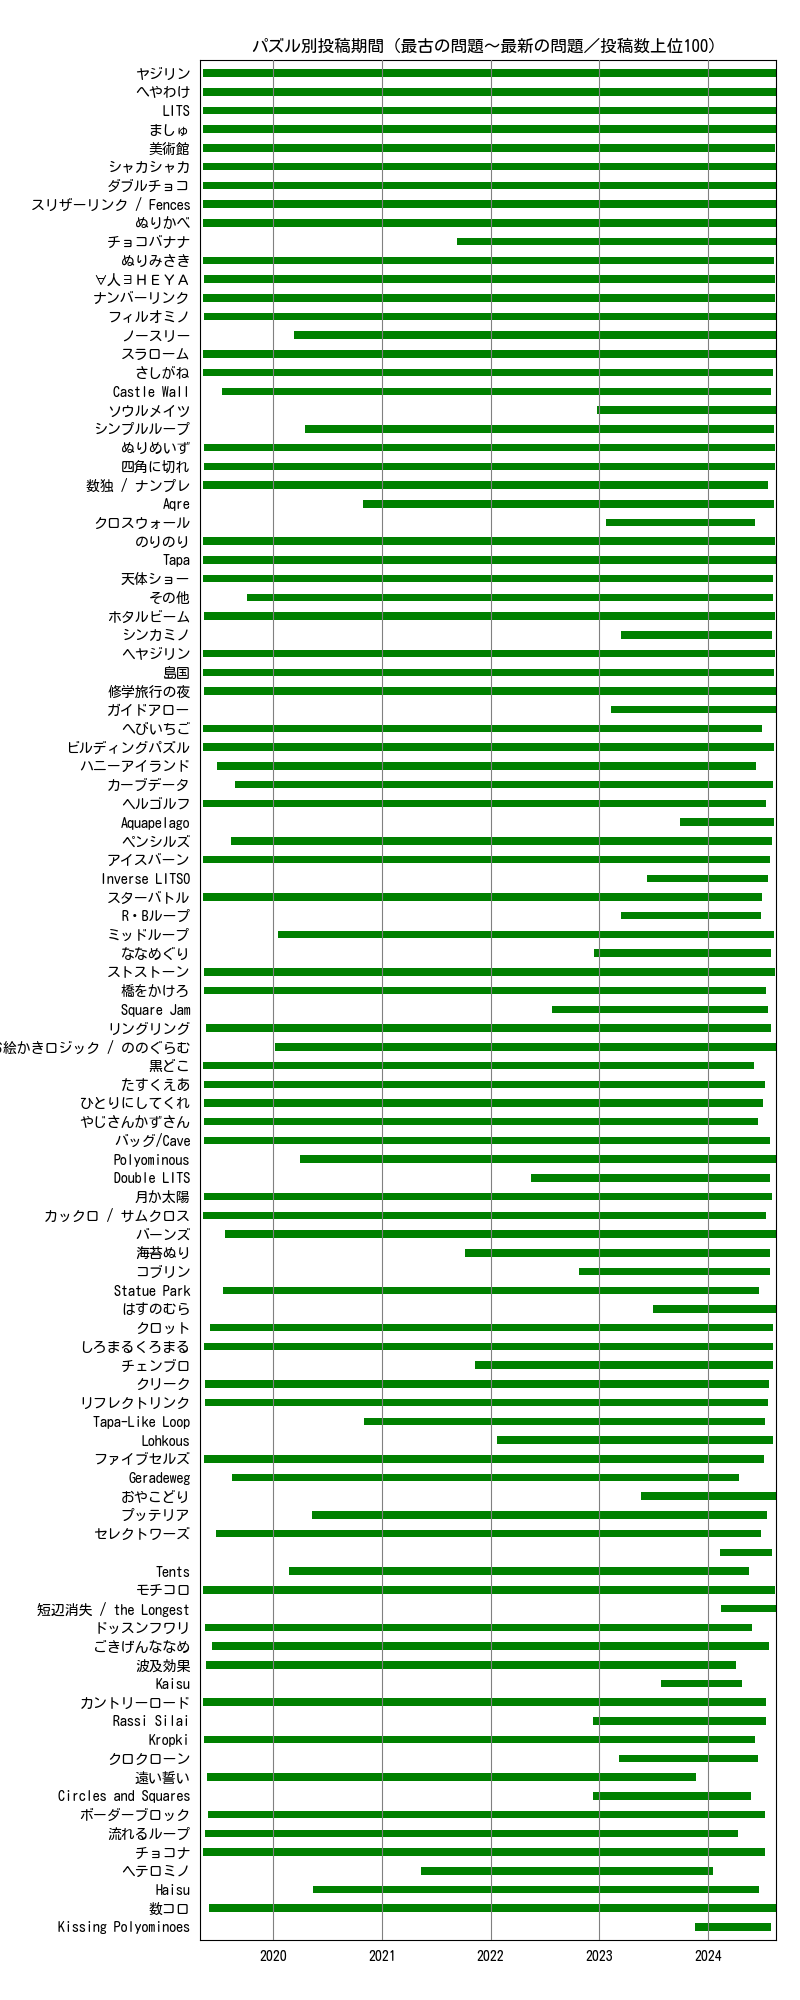 パズル別投稿期間（最古の問題～最新の問題／投稿数上位100）
ヤジリン
へやわけ
LITS
ましゅ
美術館
シャカシャカ
ダブルチョコ
スリザーリンク / Fences
ぬりかべ
チョコバナナ
ぬりみさき
∀人∃ＨＥＹＡ
ナンバーリンク
フィルオミノ
ノースリー
スラローム
さしがね
Castle Wall
ソウルメイツ
シンプルループ
ぬりめいず
四角に切れ
数独 / ナンプレ
Aqre
クロスウォール
のりのり
Tapa
天体ショー
その他
ホタルビーム
シンカミノ
ヘヤジリン
島国
修学旅行の夜
ガイドアロー
へびいちご
ビルディングパズル
ハニーアイランド
カーブデータ
ヘルゴルフ
Aquapelago
ペンシルズ
アイスバーン
Inverse LITSO
スターバトル
R・Bループ
ミッドループ
ななめぐり
ストストーン
橋をかけろ
Square Jam
リングリング
絵かきロジック / ののぐらむ
黒どこ
たすくえあ
ひとりにしてくれ
やじさんかずさん
バッグ/Cave
Polyominous
Double LITS
月か太陽
カックロ / サムクロス
バーンズ
海苔ぬり
コブリン
Statue Park
はすのむら
クロット
しろまるくろまる
チェンブロ
クリーク
リフレクトリンク
Tapa-Like Loop
Lohkous
ファイブセルズ
Geradeweg
おやこどり
プッテリア
セレクトワーズ
Tents
モチコロ
短辺消失 / the Longest
ドッスンフワリ
ごきげんななめ
波及効果
Kaisu
カントリーロード
Rassi Silai
Kropki
クロクローン
遠い誓い
Circles and Squares
ボーダーブロック
流れるループ
チョコナ
ヘテロミノ
Haisu
数コロ
Kissing Polyominoes
2020 2021 2022 2023 2024